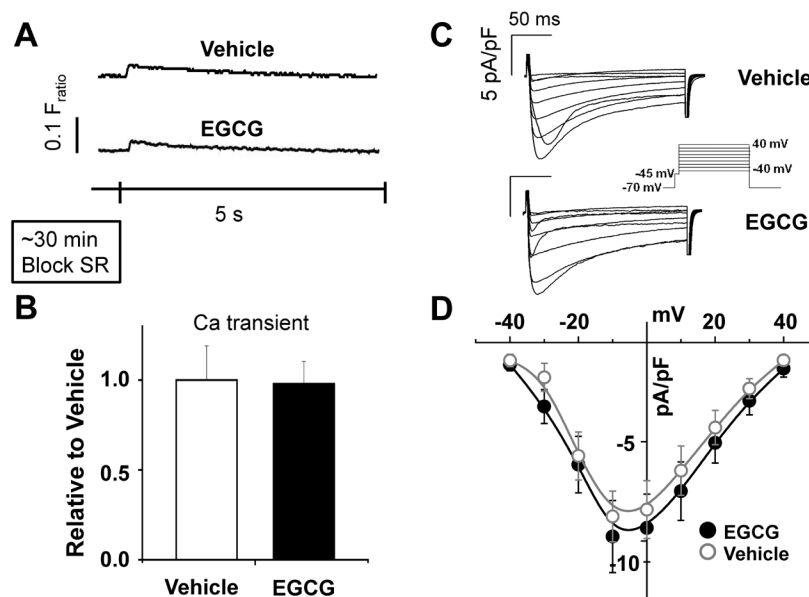 A
Vehicle
0.1 F_ratio
EGCG
5 s
~30 min
Block SR
B
Ca transient
Relative to Vehicle
1.0
0.5
0.0
Vehicle
EGCG
C
50 ms
5 pA/pF
Vehicle
40 mV
-45 mV
-40 mV
-70 mV
EGCG
D
mV
-40
-20
20
40
pA/pF
-5
-10
EGCG
Vehicle